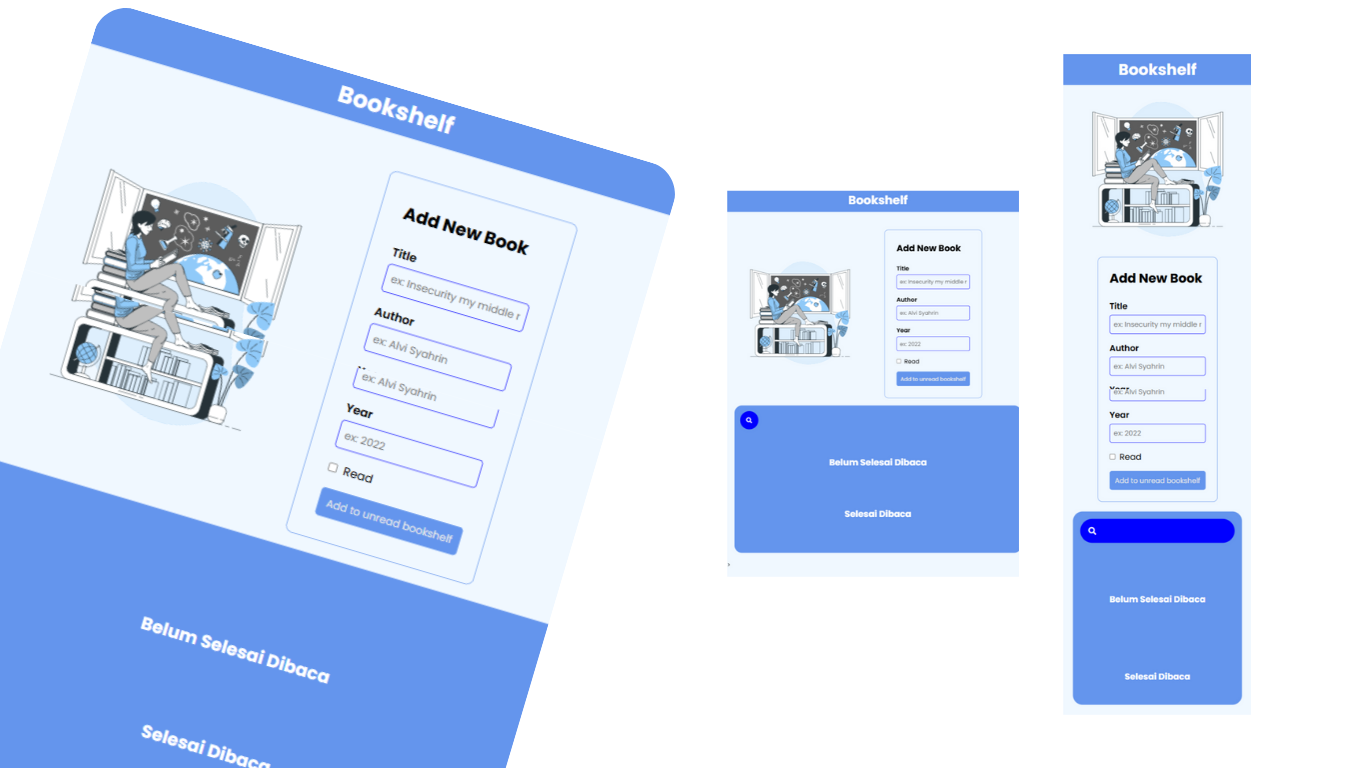 Bookshelf
Add New Book
Title
ex: Insecurity my middle r
Author
ex: Alvi Syahrin
ex: Alvi Syahrin
Year
ex: 2022
Read
Add to unread bookshelf
Belum Selesai Dibaca
Selesai Dibaca
Bookshelf
Add New Book
Title
ex: Insecurity my middle r
Author
ex: Alvi Syahrin
Year
ex: 2022
Read
Add to unread bookshelf
Belum Selesai Dibaca
Selesai Dibaca
Bookshelf
Add New Book
Title
ex: Insecurity my middle r
Author
ex: Alvi Syahrin
Year
ex: Alvi Syahrin
Year
ex: 2022
Read
Add to unread bookshelf
Belum Selesai Dibaca
Selesai Dibaca